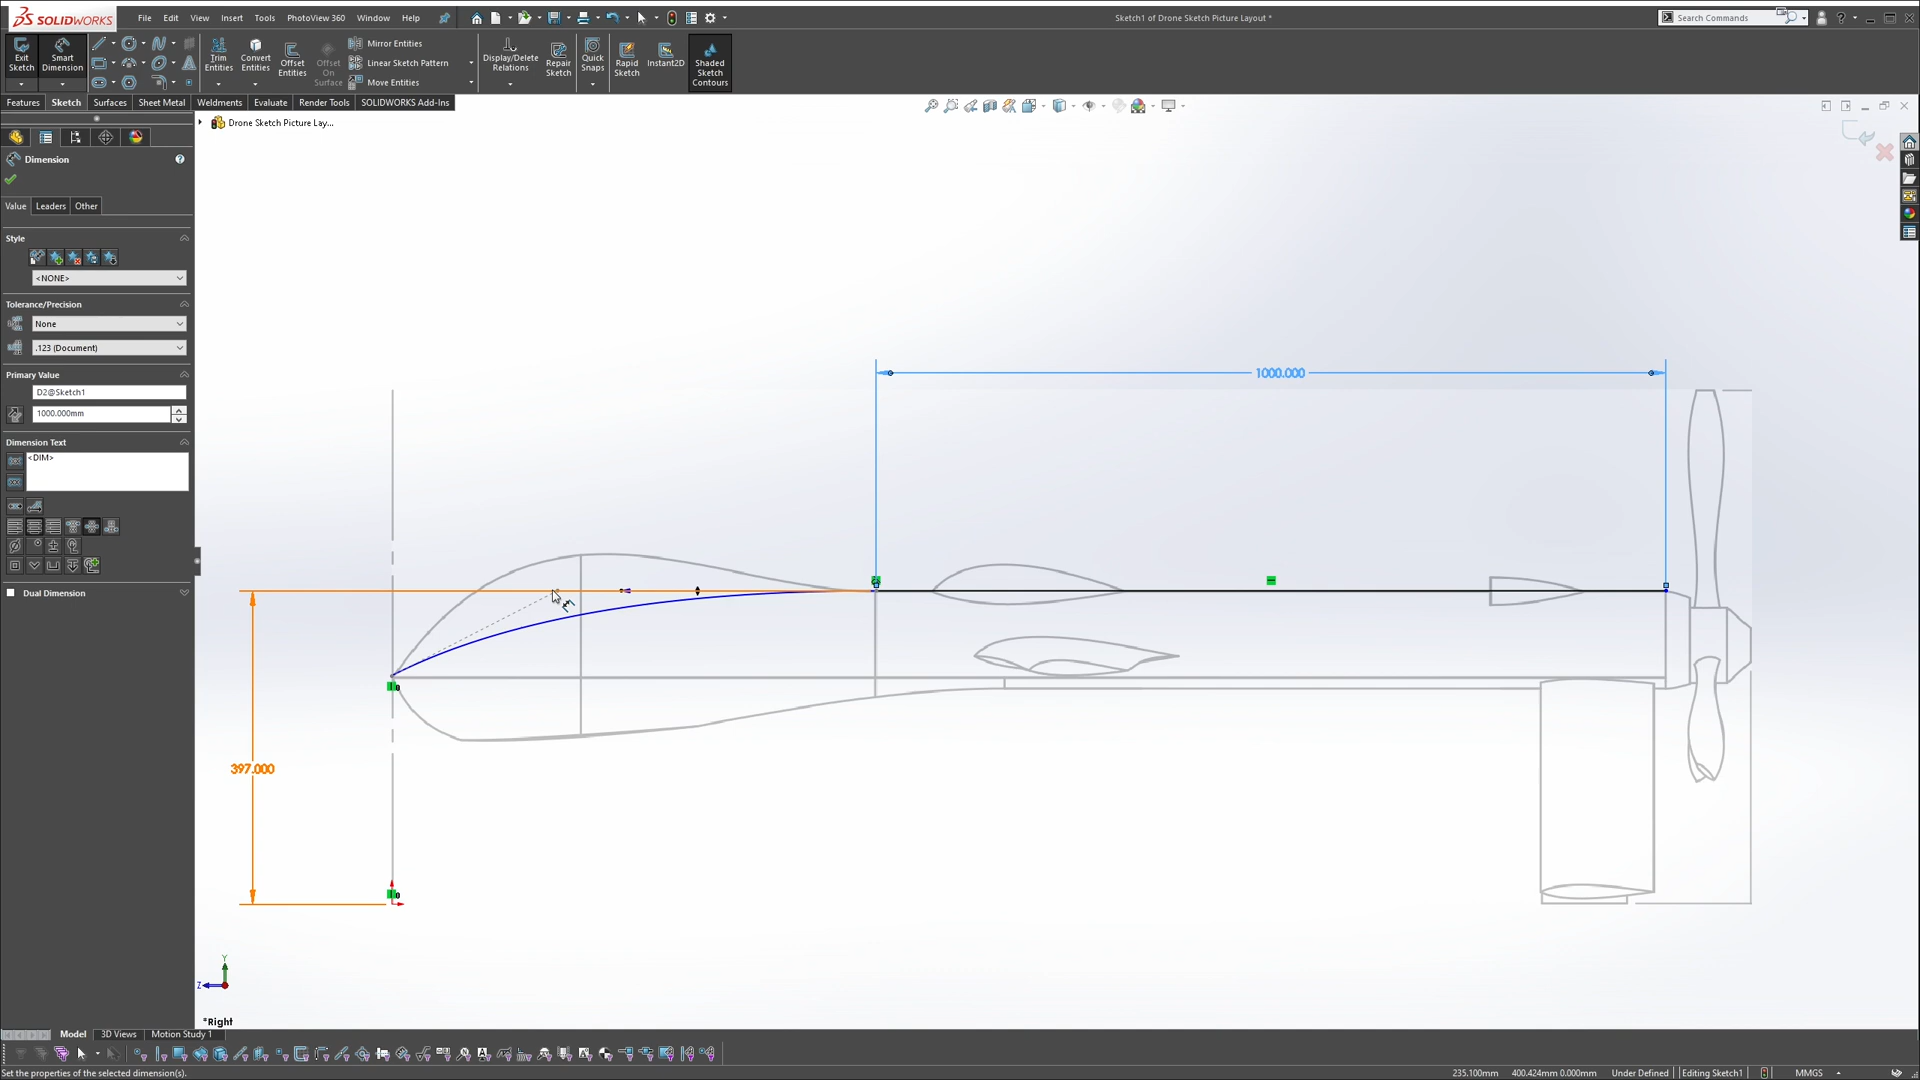 SOLIDWORKS
File Edit View Insert Tools PhotoView 360 Window Help
Sketch1 of Drone Sketch Picture Layout *
Search Commands
Exit Sketch
Smart Dimension
Trim Entities
Convert Entities
Offset Entities
Offset On Surface
Mirror Entities
Linear Sketch Pattern
Move Entities
Display/Delete Relations
Repair Sketch
Quick Snaps
Rapid Sketch
Instant2D
Shaded Sketch Contours
Features Sketch Surfaces Sheet Metal Weldments Evaluate Render Tools SOLIDWORKS Add-Ins
Drone Sketch Picture Lay...
Dimension
Value Leaders Other
Style
<NONE>
Tolerance/Precision
None
.123 (Document)
Primary Value
D2@Sketch1
1000.000mm
Dimension Text
<DIM>
Dual Dimension
1000.000
397.000
Y
Z
*Right
Model 3D Views Motion Study 1
Set the properties of the selected dimension(s).
235.100mm 400.424mm 0.000mm Under Defined Editing Sketch1 MMGS